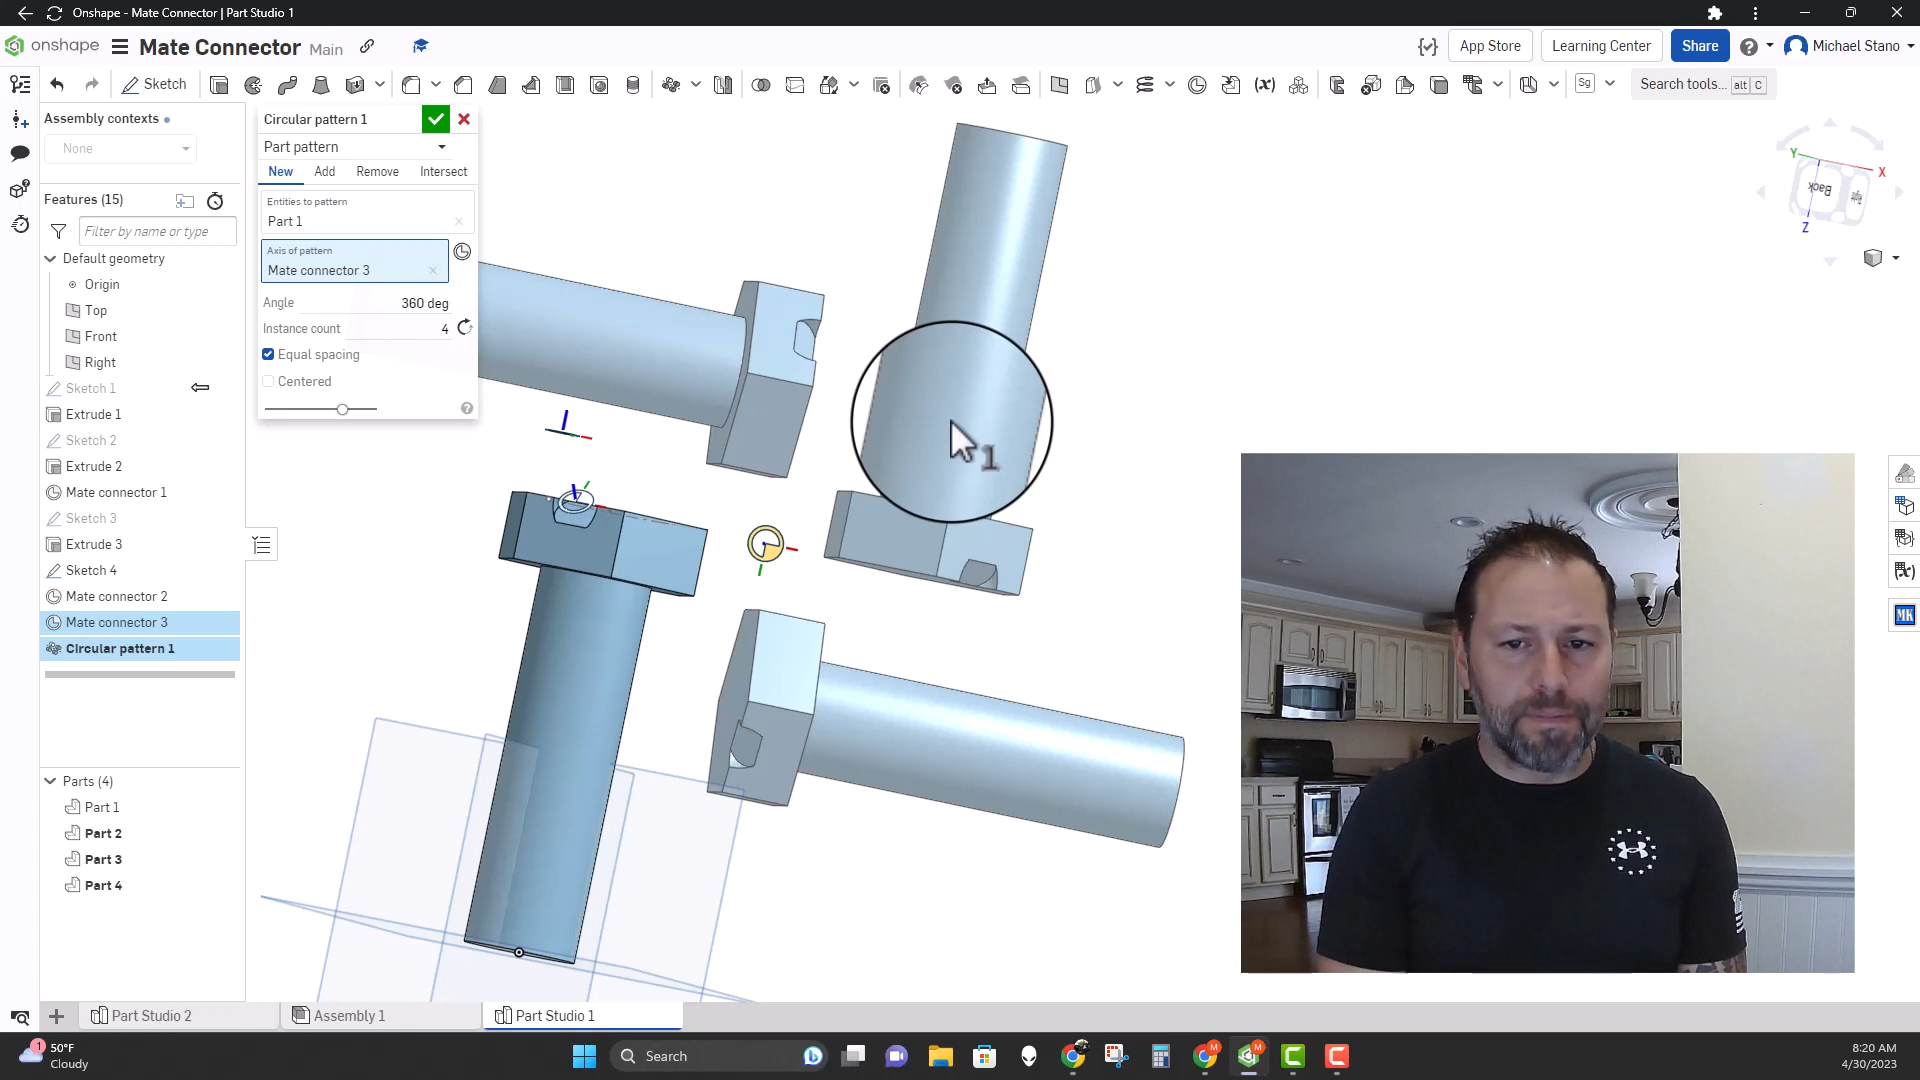 Onshape - Mate Connector | Part Studio 1
onshape
Mate Connector Main
App Store
Learning Center
Share
Michael Stano
Sketch
Search tools... alt C
Assembly contexts
None
Features (15)
Filter by name or type
Default geometry
Origin
Top
Front
Right
Sketch 1
Extrude 1
Sketch 2
Extrude 2
Mate connector 1
Sketch 3
Extrude 3
Sketch 4
Mate connector 2
Mate connector 3
Circular pattern 1
Parts (4)
Part 1
Part 2
Part 3
Part 4
Circular pattern 1
Part pattern
New Add Remove Intersect
Entities to pattern
Part 1
Axis of pattern
Mate connector 3
Angle 360 deg
Instance count 4
Equal spacing
Centered
1
Y
X
Z
Back
Right
MK
Part Studio 2
Assembly 1
Part Studio 1
1
50°F
Cloudy
Search
8:20 AM
4/30/2023